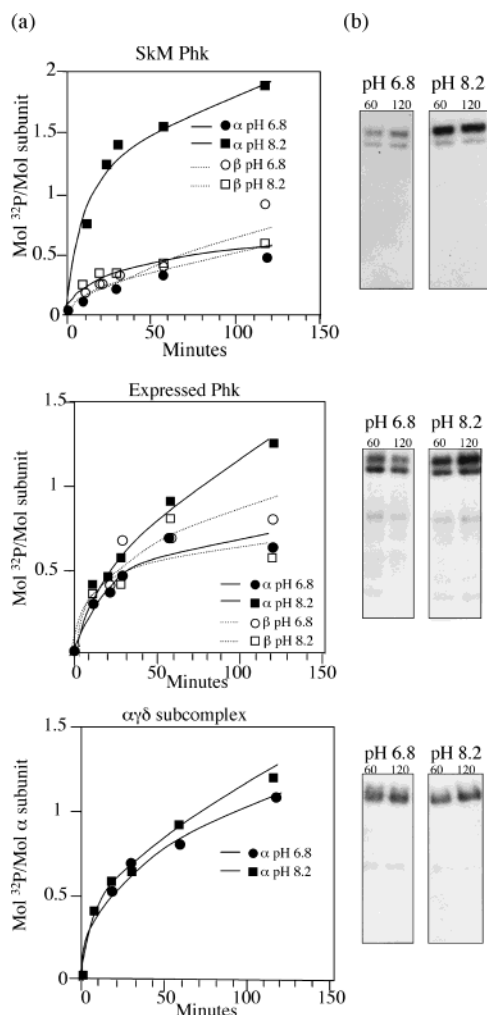 (a)
(b)
SkM Phk
Mol ³²P/Mol subunit
2
1.5
1
0.5
0
α pH 6.8
α pH 8.2
β pH 6.8
β pH 8.2
0 50 100 150
Minutes
pH 6.8 pH 8.2
60 120 60 120
Expressed Phk
Mol ³²P/Mol subunit
1.5
1
0.5
α pH 6.8
α pH 8.2
β pH 6.8
β pH 8.2
0 50 100 150
Minutes
pH 6.8 pH 8.2
60 120 60 120
αγδ subcomplex
Mol ³²P/Mol α subunit
1.5
1
0.5
0
α pH 6.8
α pH 8.2
0 50 100 150
Minutes
pH 6.8 pH 8.2
60 120 60 120